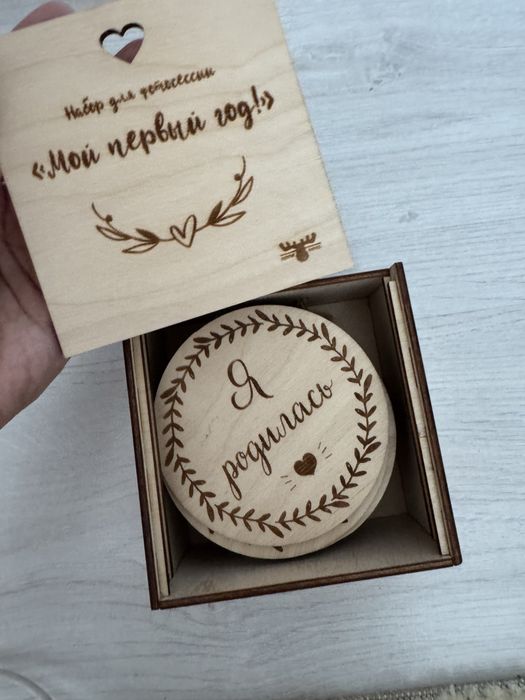 Набор для фотосессии
«Мой первый год!»
Я
родилась